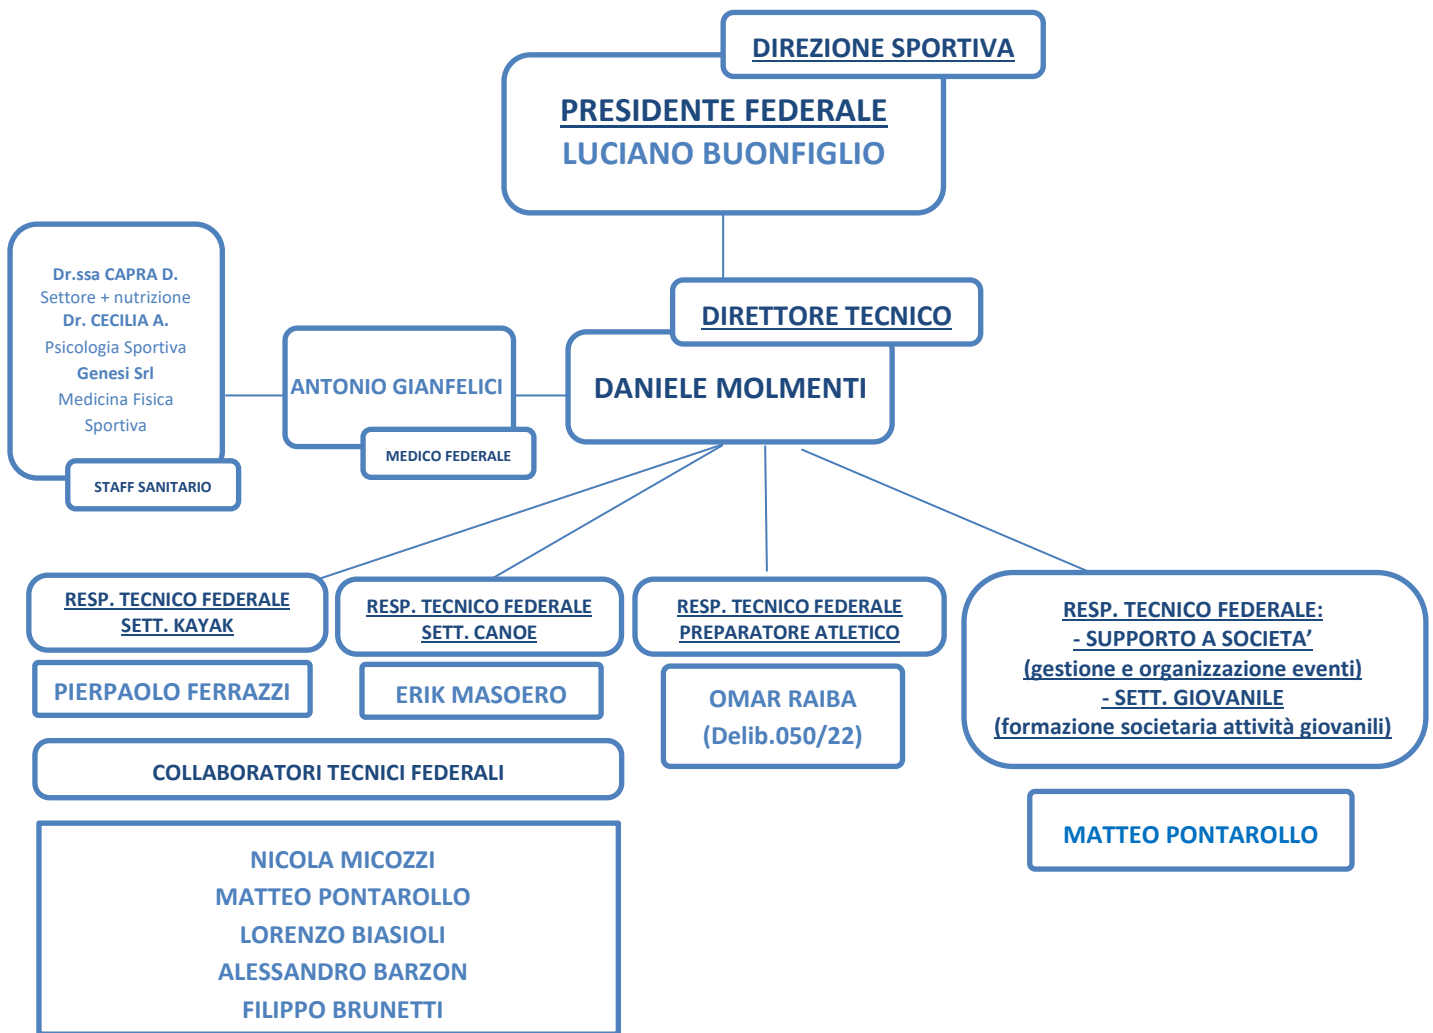 DIREZIONE SPORTIVA
PRESIDENTE FEDERALE
LUCIANO BUONFIGLIO
Dr.ssa CAPRA D.
Settore + nutrizione
Dr. CECILIA A.
Psicologia Sportiva
Genesi Srl
Medicina Fisica
Sportiva
STAFF SANITARIO
ANTONIO GIANFELICI
MEDICO FEDERALE
DIRETTORE TECNICO
DANIELE MOLMENTI
RESP. TECNICO FEDERALE
SETT. KAYAK
PIERPAOLO FERRAZZI
RESP. TECNICO FEDERALE
SETT. CANOE
ERIK MASOERO
RESP. TECNICO FEDERALE
PREPARATORE ATLETICO
OMAR RAIBA
(Delib.050/22)
RESP. TECNICO FEDERALE:
- SUPPORTO A SOCIETA’
(gestione e organizzazione eventi)
- SETT. GIOVANILE
(formazione societaria attività giovanili)
MATTEO PONTAROLLO
COLLABORATORI TECNICI FEDERALI
NICOLA MICOZZI
MATTEO PONTAROLLO
LORENZO BIASIOLI
ALESSANDRO BARZON
FILIPPO BRUNETTI